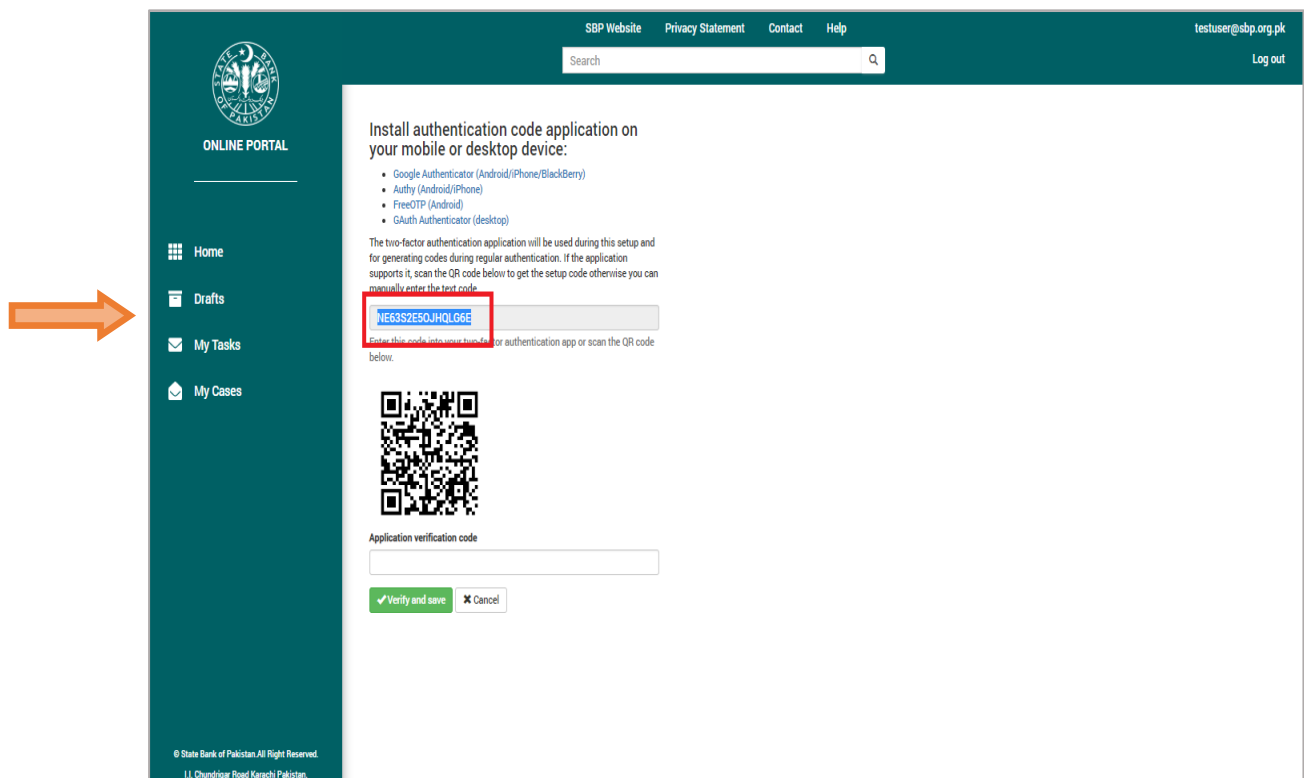 SBP Website Privacy Statement Contact Help
testuser@sbp.org.pk
Search
Log out
STATE BANK OF PAKISTAN
ONLINE PORTAL
Home
Drafts
My Tasks
My Cases
© State Bank of Pakistan.All Right Reserved.
I.I. Chundrigar Road Karachi Pakistan.
Install authentication code application on
your mobile or desktop device:
Google Authenticator (Android/iPhone/BlackBerry)
Authy (Android/iPhone)
FreeOTP (Android)
GAuth Authenticator (desktop)
The two-factor authentication application will be used during this setup and
for generating codes during regular authentication. If the application
supports it, scan the QR code below to get the setup code otherwise you can
manually enter the text code
NE63S2E5OJHQLG6E
Enter this code into your two-factor authentication app or scan the QR code
below.
Application verification code
Verify and save
Cancel